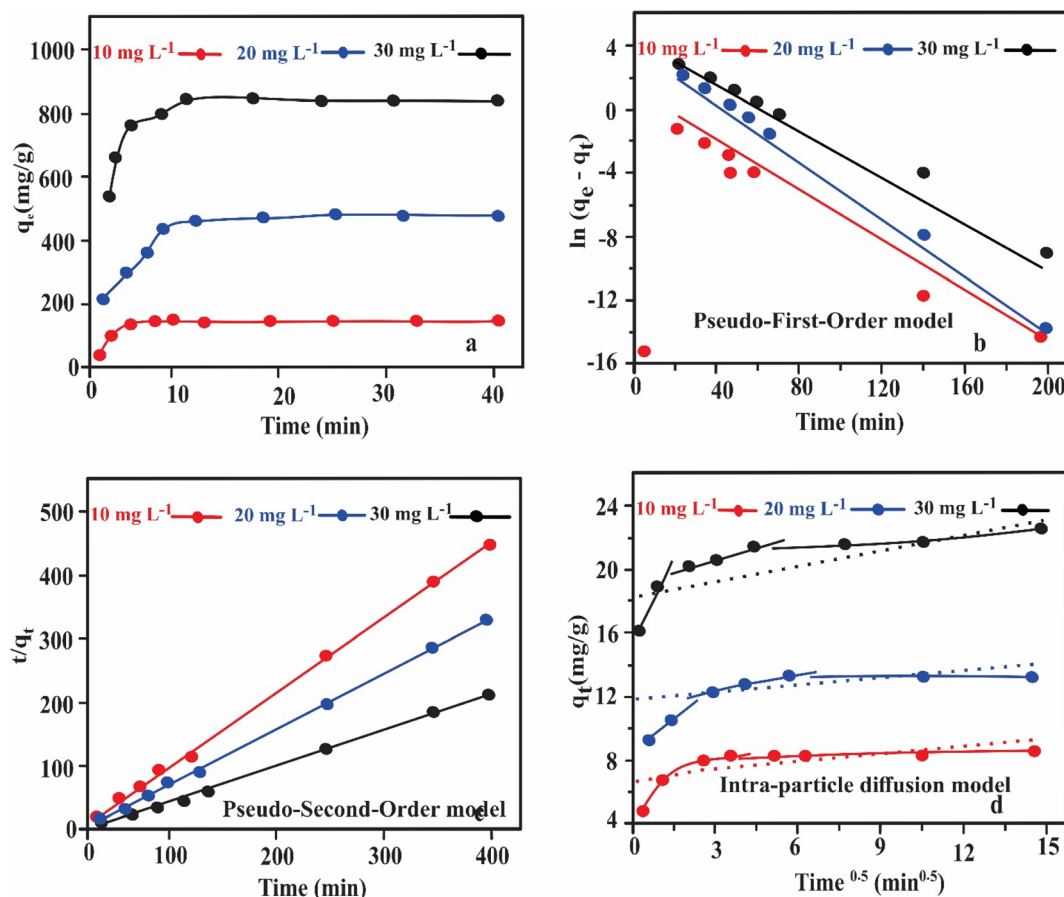 10 mg L⁻¹ 20 mg L⁻¹ 30 mg L⁻¹
1000
800
600
400
200
0
qₑ(mg/g)
a
0 10 20 30 40
Time (min)
10 mg L⁻¹ 20 mg L⁻¹ 30 mg L⁻¹
4
0
-4
-8
-12
-16
ln (qₑ - qₜ)
Pseudo-First-Order model
b
0 40 80 120 160 200
Time (min)
10 mg L⁻¹ 20 mg L⁻¹ 30 mg L⁻¹
500
400
300
200
100
0
t/qₜ
Pseudo-Second-Order model
c
0 100 200 300 400
Time (min)
10 mg L⁻¹ 20 mg L⁻¹ 30 mg L⁻¹
24
20
16
12
8
4
qₜ(mg/g)
Intra-particle diffusion model
d
0 3 6 9 12 15
Time ⁰·⁵ (min⁰·⁵)